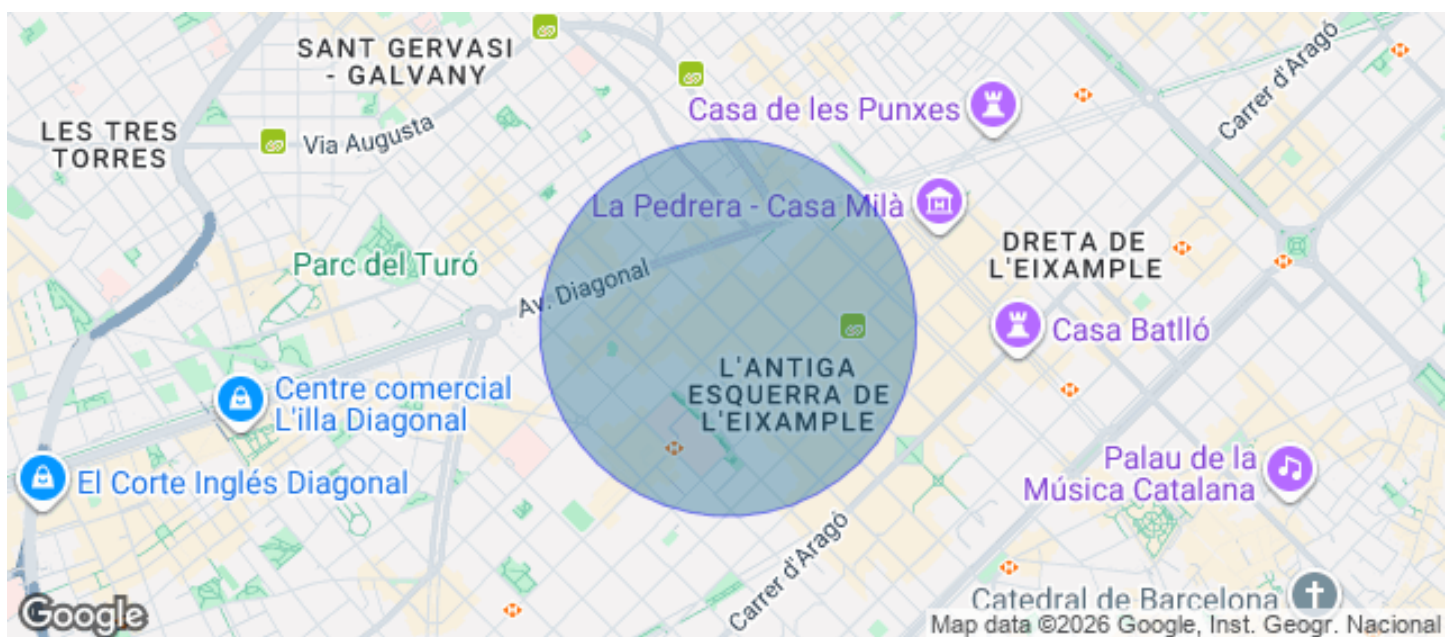 SANT GERVASI
- GALVANY
Carrer d'Aragó
Casa de les Punxes
LES TRES
TORRES
Via Augusta
La Pedrera - Casa Milà
DRETA DE
L'EIXAMPLE
Parc del Turó
Av. Diagonal
Casa Batlló
L'ANTIGA
ESQUERRA DE
L'EIXAMPLE
Centre comercial
L'illa Diagonal
El Corte Inglés Diagonal
Palau de la
Música Catalana
Carrer d'Aragó
Catedral de Barcelona
Google
Map data ©2026 Google, Inst. Geogr. Nacional